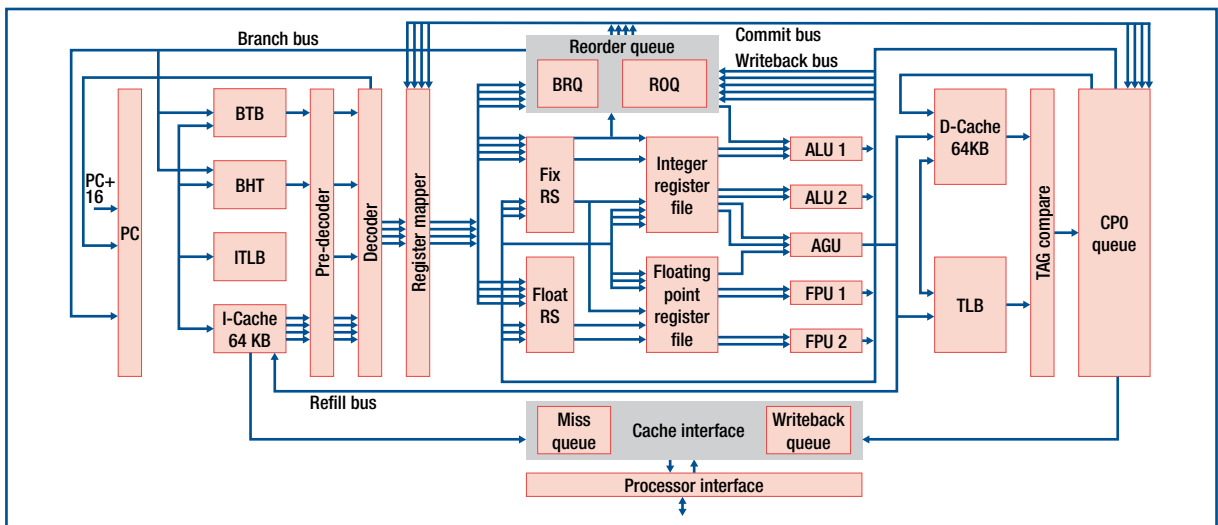 Branch bus
Commit bus
Reorder queue
Writeback bus
BRQ
ROQ
PC+
16
PC
BTB
BHT
ITLB
I-Cache
64 KB
Pre-decoder
Decoder
Register mapper
Fix
RS
Float
RS
Integer
register
file
Floating
point
register
file
ALU 1
ALU 2
AGU
FPU 1
FPU 2
D-Cache
64KB
TLB
TAG compare
CP0
queue
Refill bus
Miss
queue
Cache interface
Writeback
queue
Processor interface